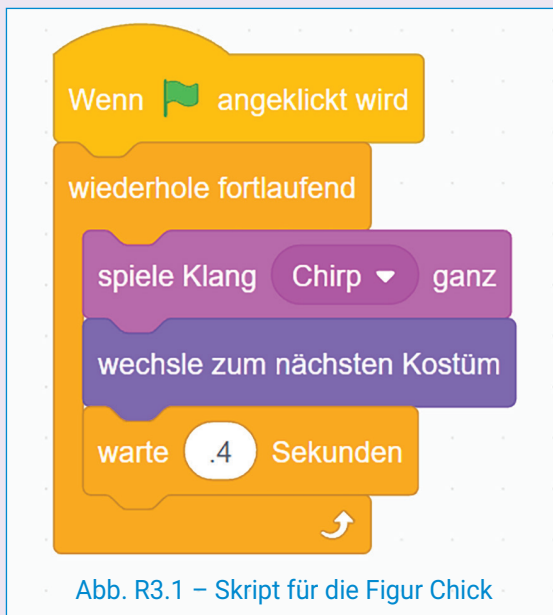 Wenn angeklickt wird
wiederhole fortlaufend
spiele Klang Chirp ganz
wechsle zum nächsten Kostüm
warte .4 Sekunden
Abb. R3.1 – Skript für die Figur Chick